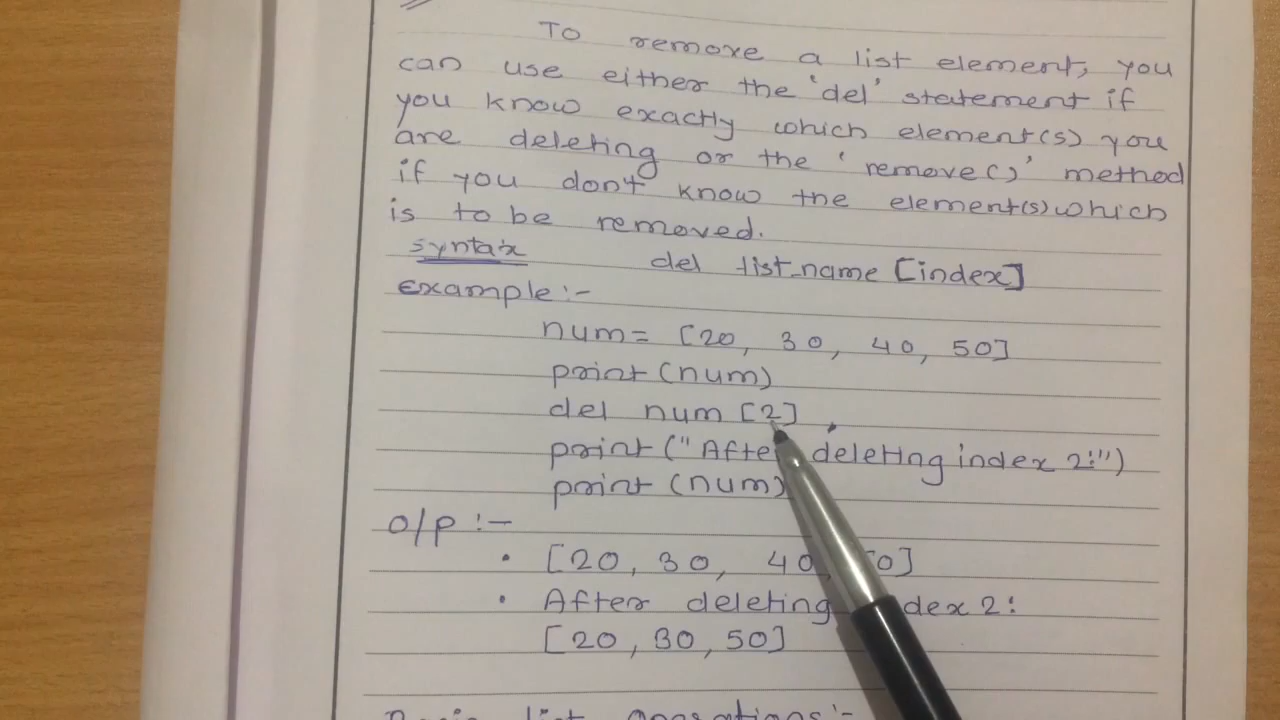 To remove a list element, you
can use either the 'del' statement if
you know exactly which element(s) you
are deleting or the 'remove()' method
if you don't know the element(s) which
is to be removed.
syntax del list_name [index]
Example:-
num = [20, 30, 40, 50]
print (num)
del num [2]
print ("After deleting index 2:")
print (num)
o/p :-
• [20, 30, 40, 50]
• After deleting index 2:
[20, 30, 50]
list operations:-